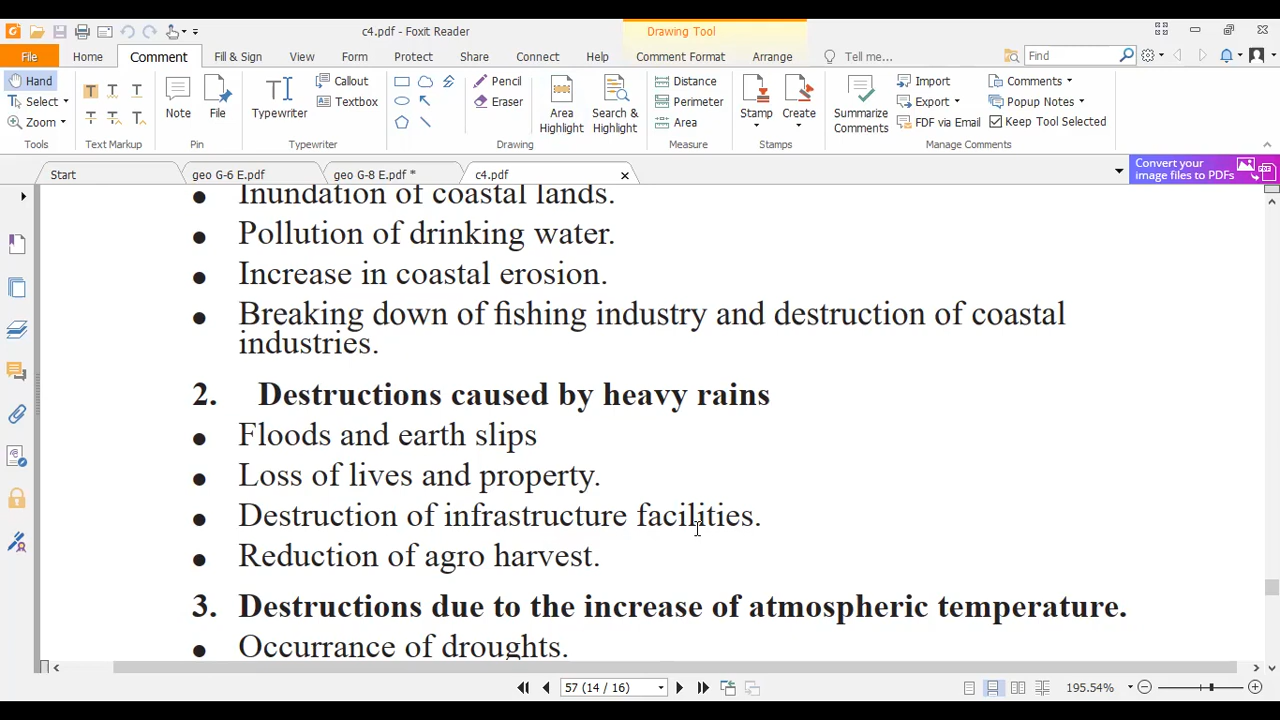 c4.pdf - Foxit Reader
Drawing Tool
File Home Comment Fill & Sign View Form Protect Share Connect Help Comment Format Arrange Tell me... Find
Hand
Select
Zoom
Tools
T T T
T T T
Text Markup
Note
File
Pin
Typewriter
Callout
Textbox
Typewriter
Pencil
Eraser
Area
Highlight
Search &
Highlight
Drawing
Distance
Perimeter
Area
Measure
Stamp
Create
Stamps
Summarize
Comments
Import
Export
FDF via Email
Comments
Popup Notes
Keep Tool Selected
Manage Comments
Start geo G-6 E.pdf geo G-8 E.pdf * c4.pdf
Convert your
image files to PDFs
● Inundation of coastal lands.
● Pollution of drinking water.
● Increase in coastal erosion.
● Breaking down of fishing industry and destruction of coastal
industries.
2. Destructions caused by heavy rains
● Floods and earth slips
● Loss of lives and property.
● Destruction of infrastructure facilities.
● Reduction of agro harvest.
3. Destructions due to the increase of atmospheric temperature.
● Occurrance of droughts.
57 (14 / 16)
195.54%